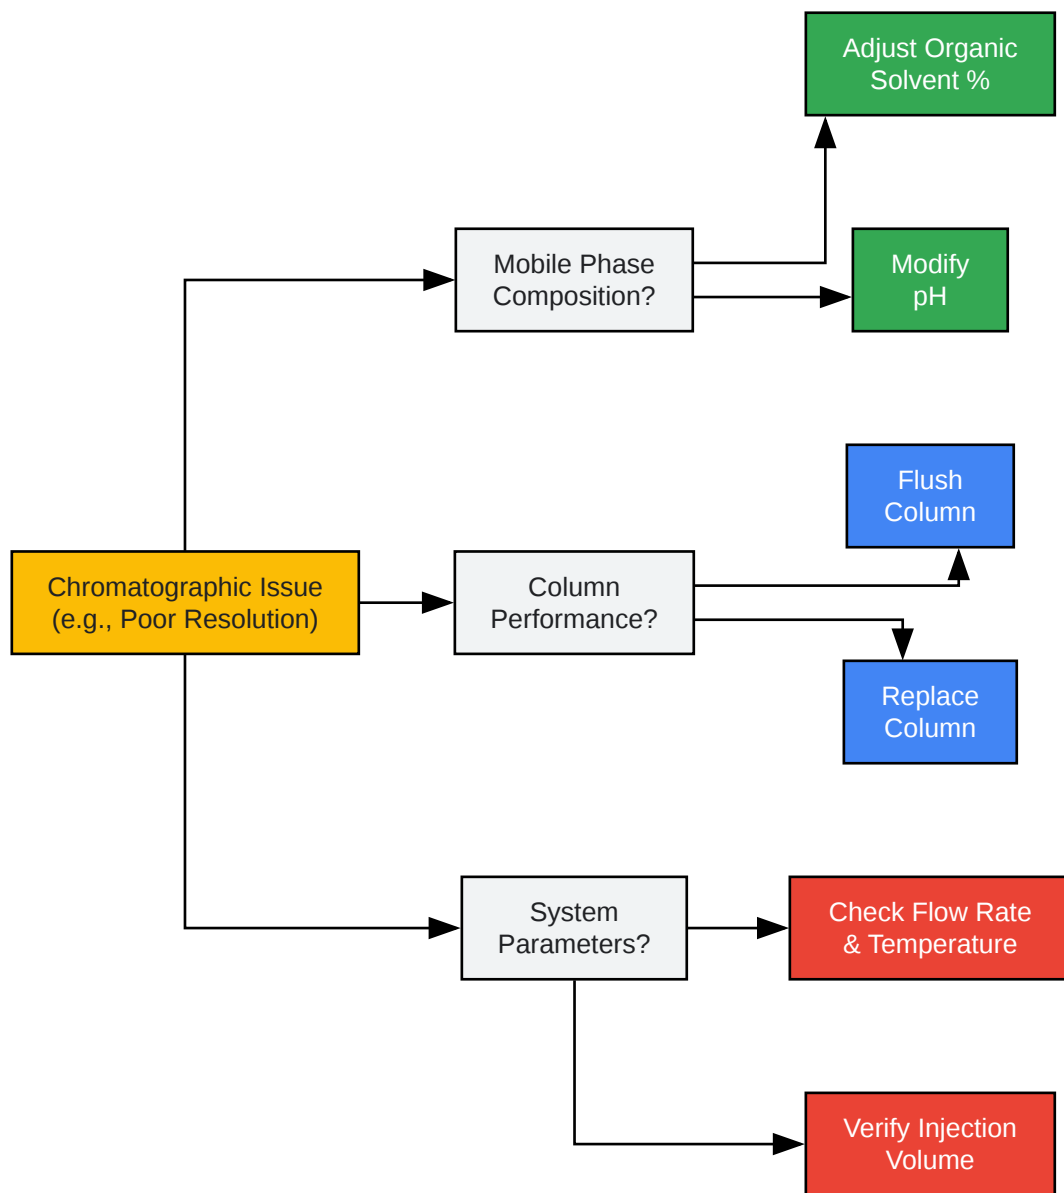 Adjust Organic
Solvent %
Mobile Phase
Composition?
Modify
pH
Flush
Column
Chromatographic Issue
(e.g., Poor Resolution)
Column
Performance?
Replace
Column
System
Parameters?
Check Flow Rate
& Temperature
Verify Injection
Volume